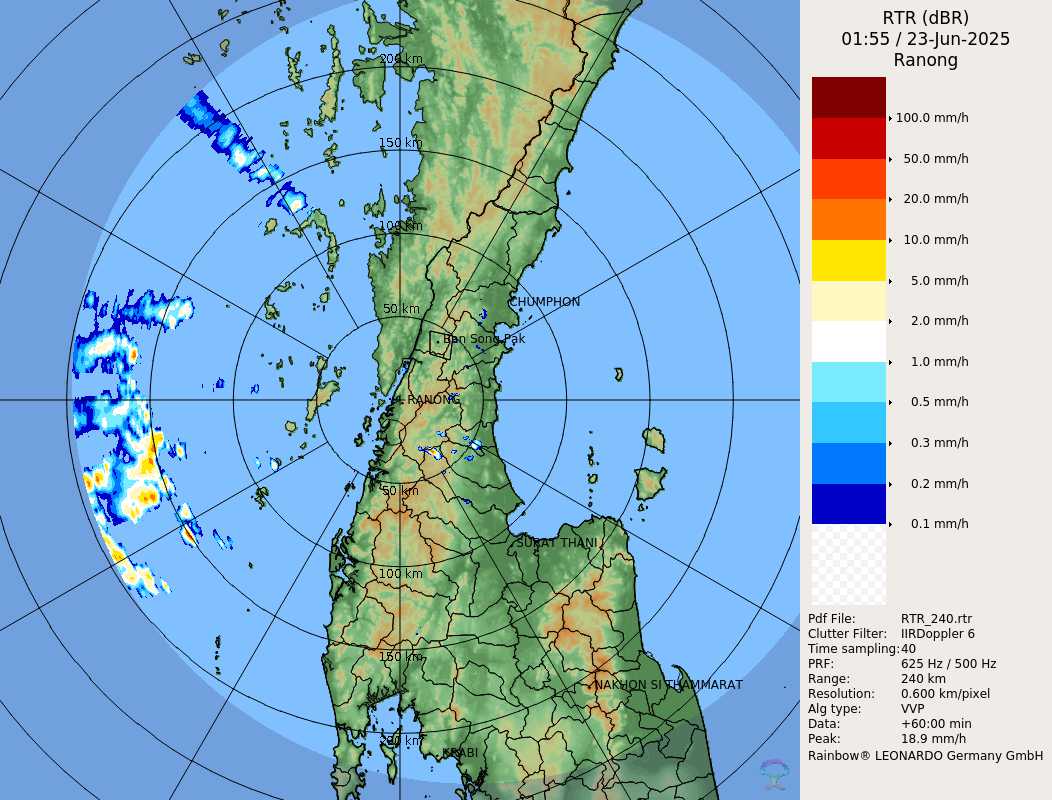 RTR (dBR)
01:55 / 23-Jun-2025
Ranong
100.0 mm/h
50.0 mm/h
20.0 mm/h
10.0 mm/h
5.0 mm/h
2.0 mm/h
1.0 mm/h
0.5 mm/h
0.3 mm/h
0.2 mm/h
0.1 mm/h
Pdf File: RTR_240.rtr
Clutter Filter: IIRDoppler 6
Time sampling:40
PRF: 625 Hz / 500 Hz
Range: 240 km
Resolution: 0.600 km/pixel
Alg type: VVP
Data: +60:00 min
Peak: 18.9 mm/h
Rainbow® LEONARDO Germany GmbH
200 km
150 km
100 km
50 km
CHUMPHON
Ban Song Pak
RANONG
50 km
SURAT THANI
100 km
150 km
NAKHON SI THAMMARAT
200 km
KRABI